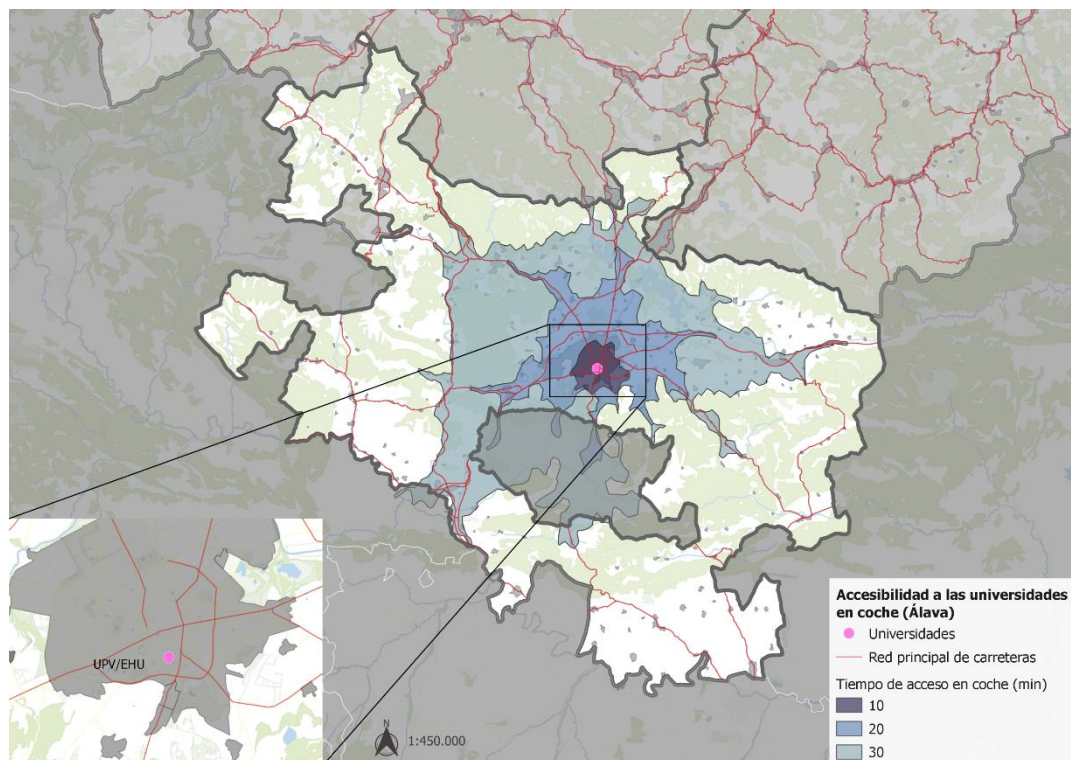 UPV/EHU
N
1:450.000
Accesibilidad a las universidades
en coche (Álava)
Universidades
Red principal de carreteras
Tiempo de acceso en coche (min)
10
20
30